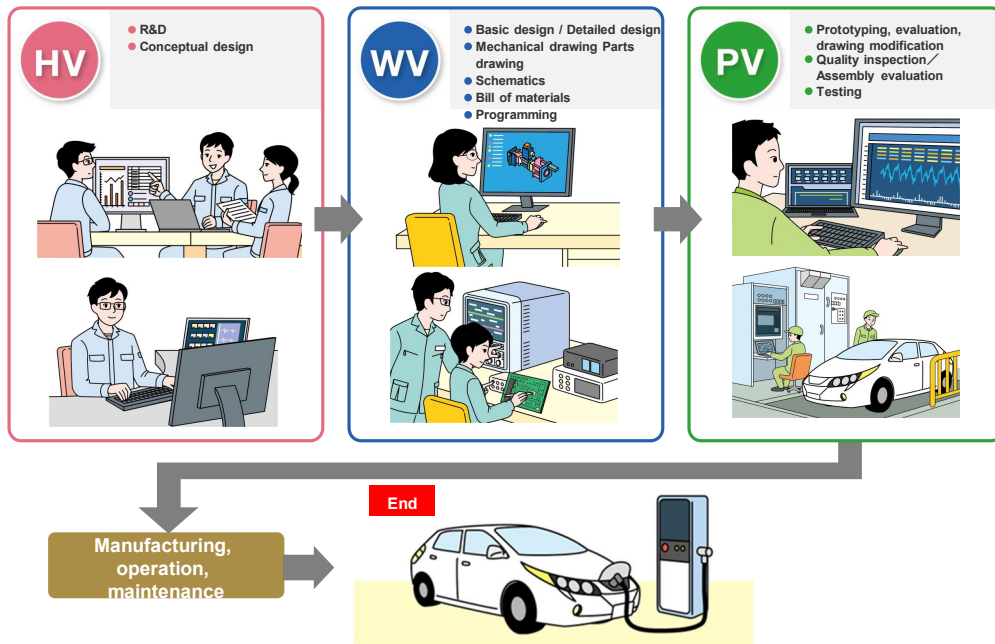 HV
R&D
Conceptual design
WV
Basic design / Detailed design
Mechanical drawing Parts
drawing
Schematics
Bill of materials
Programming
PV
Prototyping, evaluation,
drawing modification
Quality inspection／
Assembly evaluation
Testing
End
Manufacturing,
operation,
maintenance